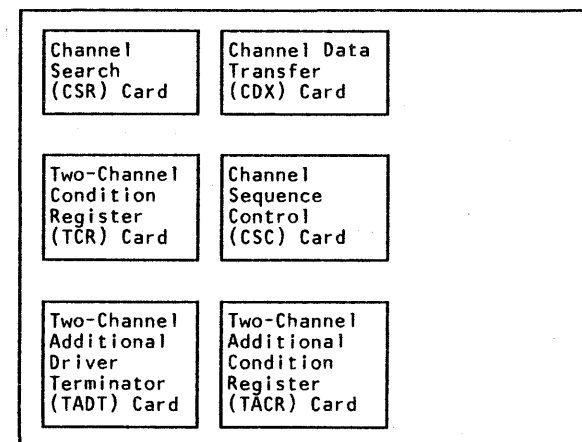 Channel
Search
(CSR) Card
Channel Data
Transfer
(CDX) Card
Two-Channel
Condition
Register
(TCR) Card
Channel
Sequence
Control
(CSC) Card
Two-Channel
Additional
Driver
Terminator
(TADT) Card
Two-Channel
Additional
Condition
Register
(TACR) Card